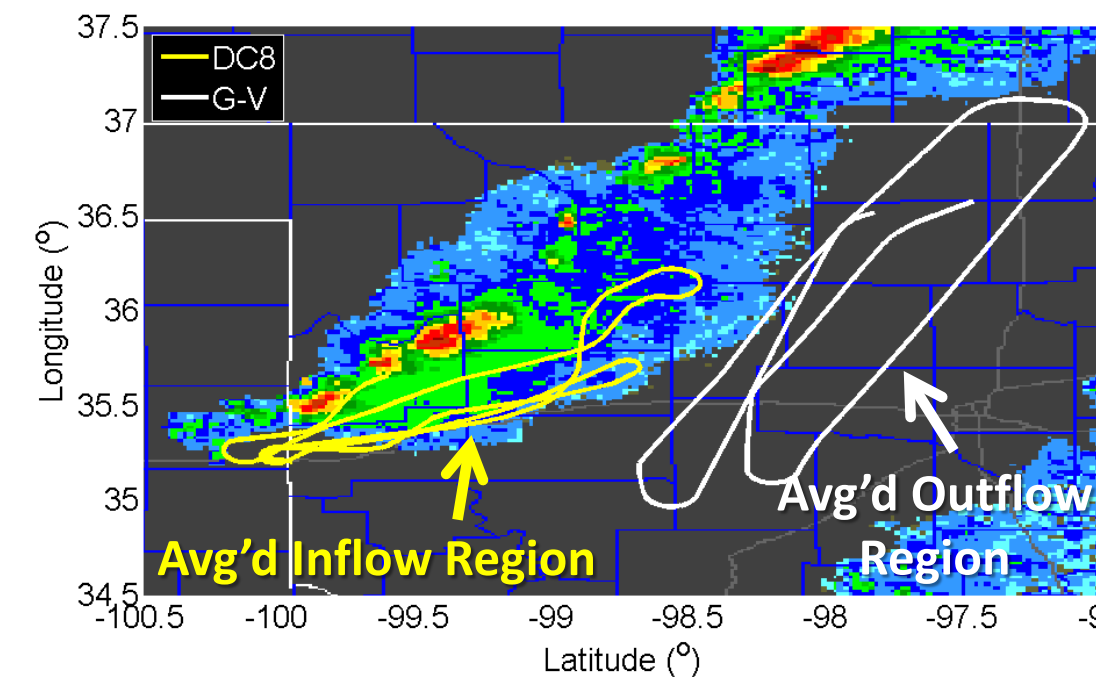 37.5
DC8
G-V
37
36.5
36
35.5
35
34.5
Longitude (o)
Avg'd Inflow Region
Avg'd Outflow
Region
-100.5 -100 -99.5 -99 -98.5 -98 -97.5
Latitude (o)